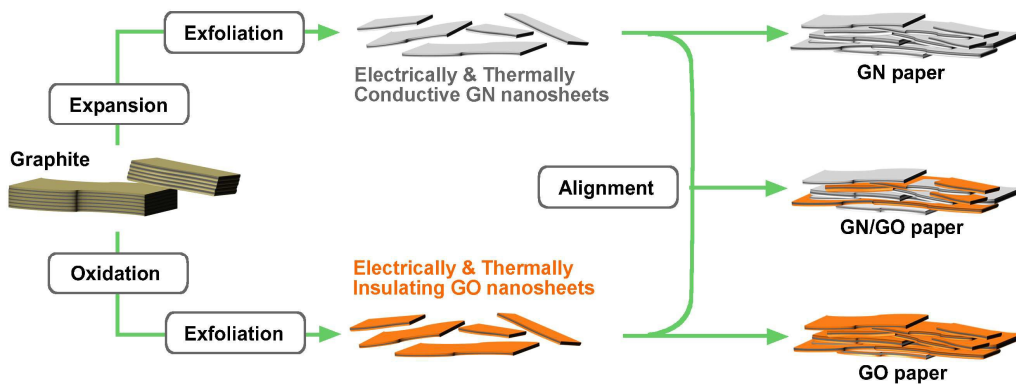 Exfoliation
Electrically & Thermally
Conductive GN nanosheets
GN paper
Expansion
Graphite
Alignment
GN/GO paper
Oxidation
Electrically & Thermally
Insulating GO nanosheets
Exfoliation
GO paper